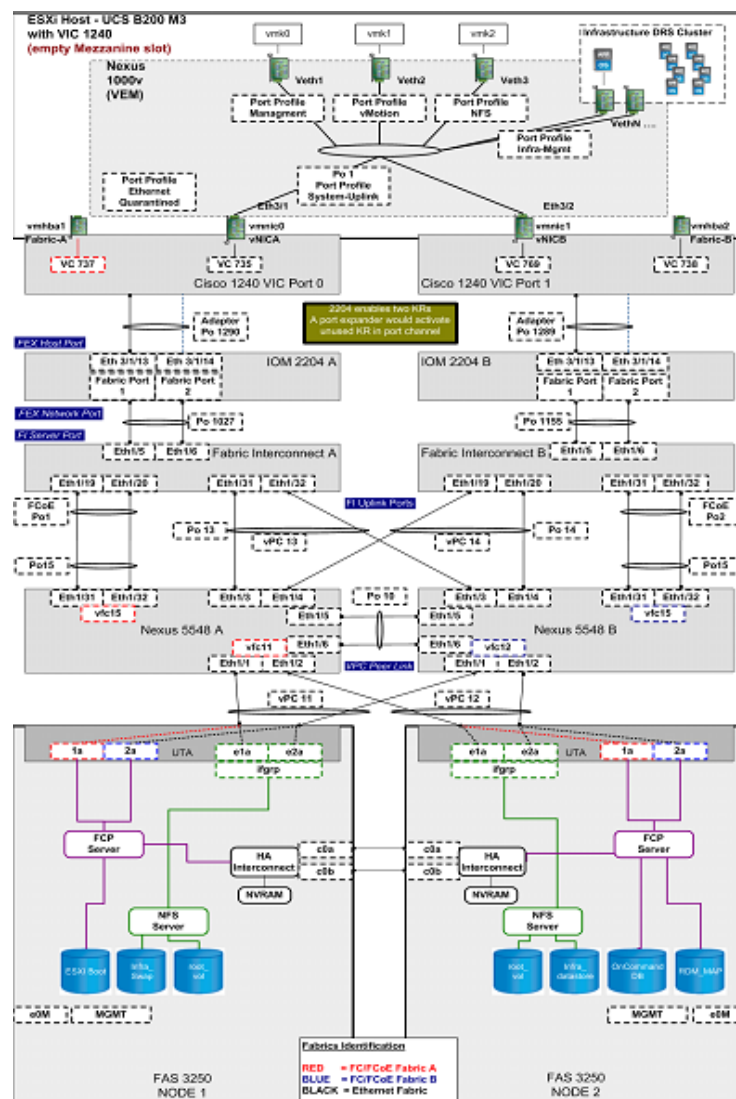 ESXi Host - UCS B200 M3
with VIC 1240
(empty Mezzanine slot)
vmk0
vmk1
vmk2
Infrastructure DRS Cluster
Nexus
1000v
(VEM)
Veth1
Veth2
Veth3
VethN ....
Port Profile
Managment
Port Profile
vMotion
Port Profile
NFS
Port Profile
Infra-Mgmt
Port Profile
Ethernet
Quarantined
Po 1
Port Profile
System-Uplink
Eth3/1
Eth3/2
vmhba1
Fabric-A
vmnic0
vNICA
vmnic1
vNICB
vmhba2
Fabric-B
VC 737
VC 735
VC 769
VC 738
Cisco 1240 VIC Port 0
Cisco 1240 VIC Port 1
2204 enables two KRs
A port expander would activate
unused KR in port channel
Adapter
Po 1290
Adapter
Po 1289
FEX Host Port
Eth 3/1/13
Eth 3/1/14
IOM 2204 A
IOM 2204 B
Eth 3/1/13
Eth 3/1/14
Fabric Port
1
Fabric Port
2
Fabric Port
1
Fabric Port
2
FEX Network Port
Po 1027
Po 1155
FI Server Port
Eth1/5
Eth1/6
Fabric Interconnect A
Fabric Interconnect B
Eth1/5
Eth1/6
Eth1/19
Eth1/20
Eth1/31
Eth1/32
Eth1/19
Eth1/20
Eth1/31
Eth1/32
FI Uplink Ports
FCoE
Po1
FCoE
Po2
Po 13
vPC 13
vPC 14
Po 14
Po15
Po15
Eth1/31
Eth1/32
Eth1/3
Eth1/4
Po 10
Eth1/3
Eth1/4
Eth1/31
Eth1/32
vfc15
vfc15
Eth1/5
Eth1/5
Nexus 5548 A
Nexus 5548 B
vfc11
Eth1/6
Eth1/6
vfc12
Eth1/1
Eth1/2
VPC Peer Link
Eth1/1
Eth1/2
vPC 11
vPC 12
1a
2a
UTA
e1a
e2a
e1a
e2a
UTA
1a
2a
ifgrp
ifgrp
FCP
Server
HA
Interconnect
c0a
c0b
c0a
c0b
HA
Interconnect
FCP
Server
NVRAM
NVRAM
NFS
Server
NFS
Server
ESXI Boot
Infra_
Swap
root_
vol
root_
vol
Infra_
datastore
OnCommand
DB
RDM_MAP
e0M
MGMT
MGMT
e0M
Fabrics Identification
RED = FC/FCoE Fabric A
BLUE = FC/FCoE Fabric B
BLACK = Ethernet Fabric
FAS 3250
NODE 1
FAS 3250
NODE 2